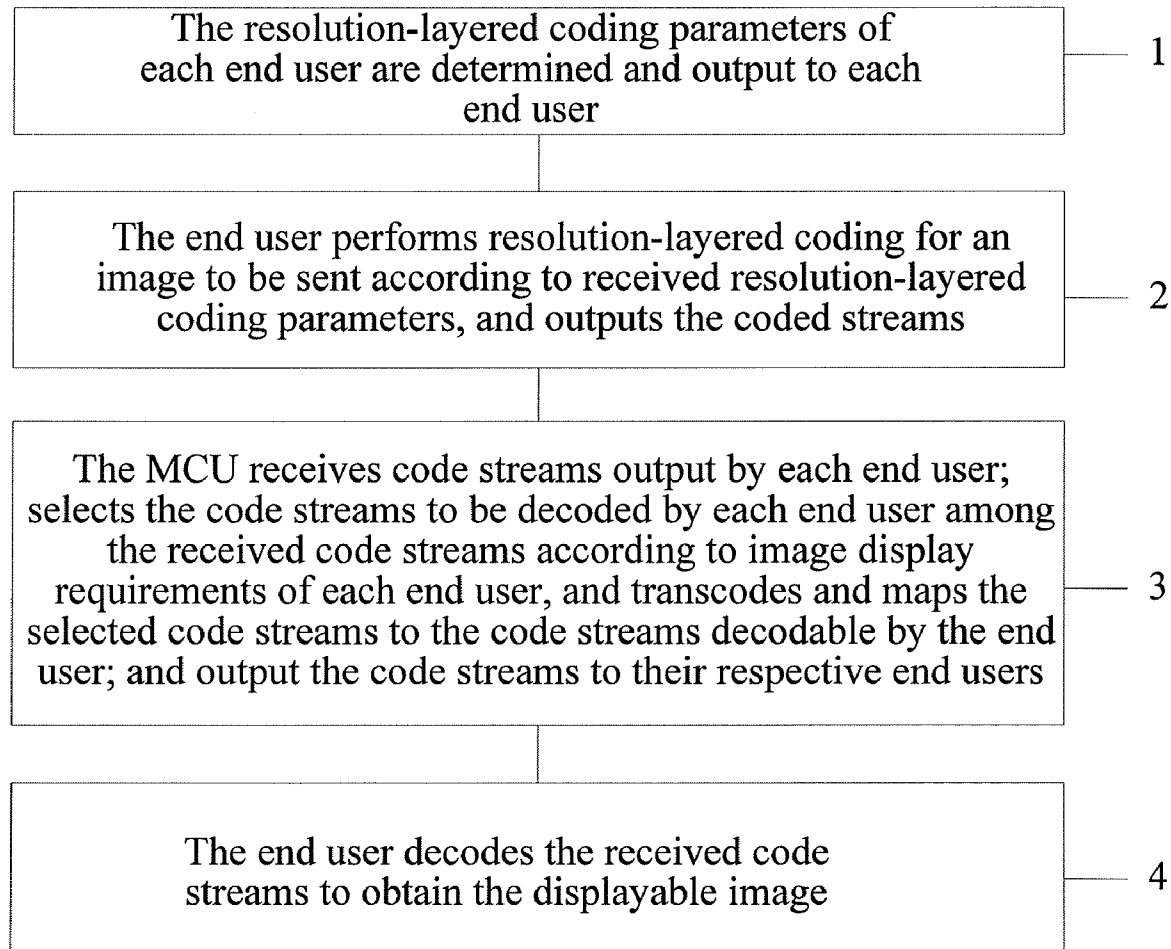 The resolution-layered coding parameters of
each end user are determined and output to each
end user
1
The end user performs resolution-layered coding for an
image to be sent according to received resolution-layered
coding parameters, and outputs the coded streams
2
The MCU receives code streams output by each end user;
selects the code streams to be decoded by each end user among
the received code streams according to image display
requirements of each end user, and transcodes and maps the
selected code streams to the code streams decodable by the end
user; and output the code streams to their respective end users
3
The end user decodes the received code
streams to obtain the displayable image
4